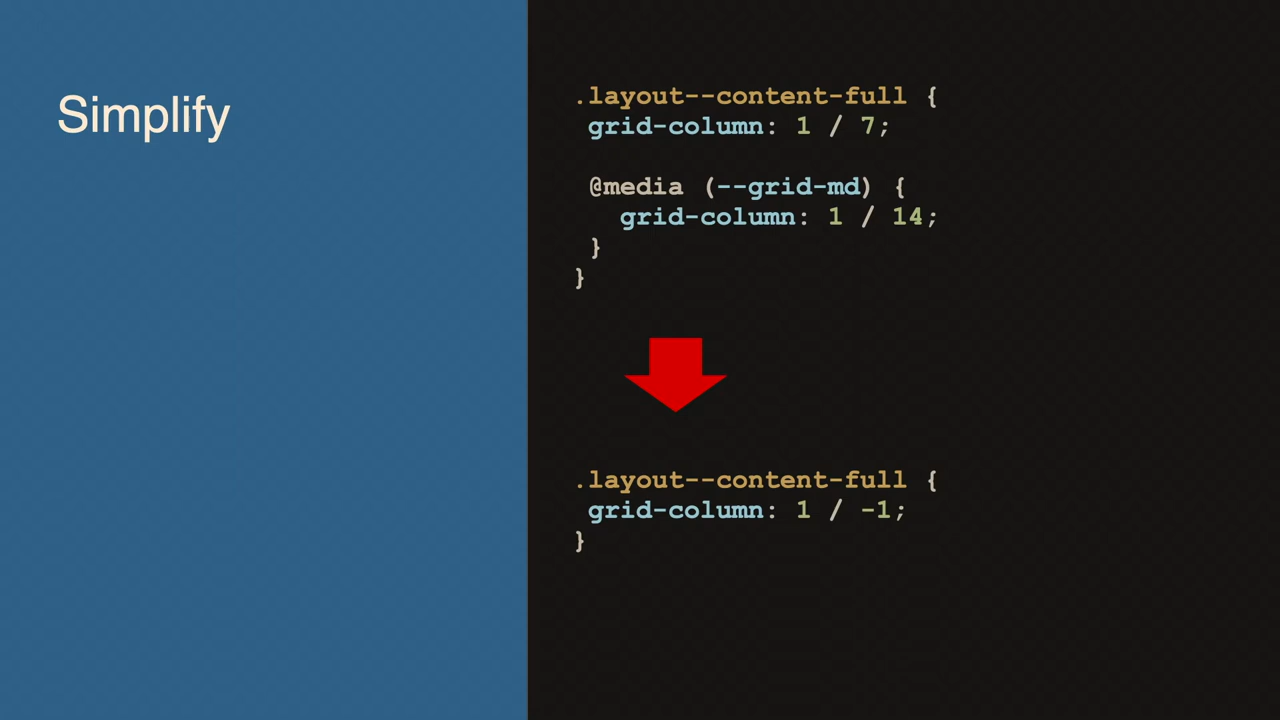 Simplify
.layout--content-full {
grid-column: 1 / 7;
@media (--grid-md) {
grid-column: 1 / 14;
}
}
.layout--content-full {
grid-column: 1 / -1;
}